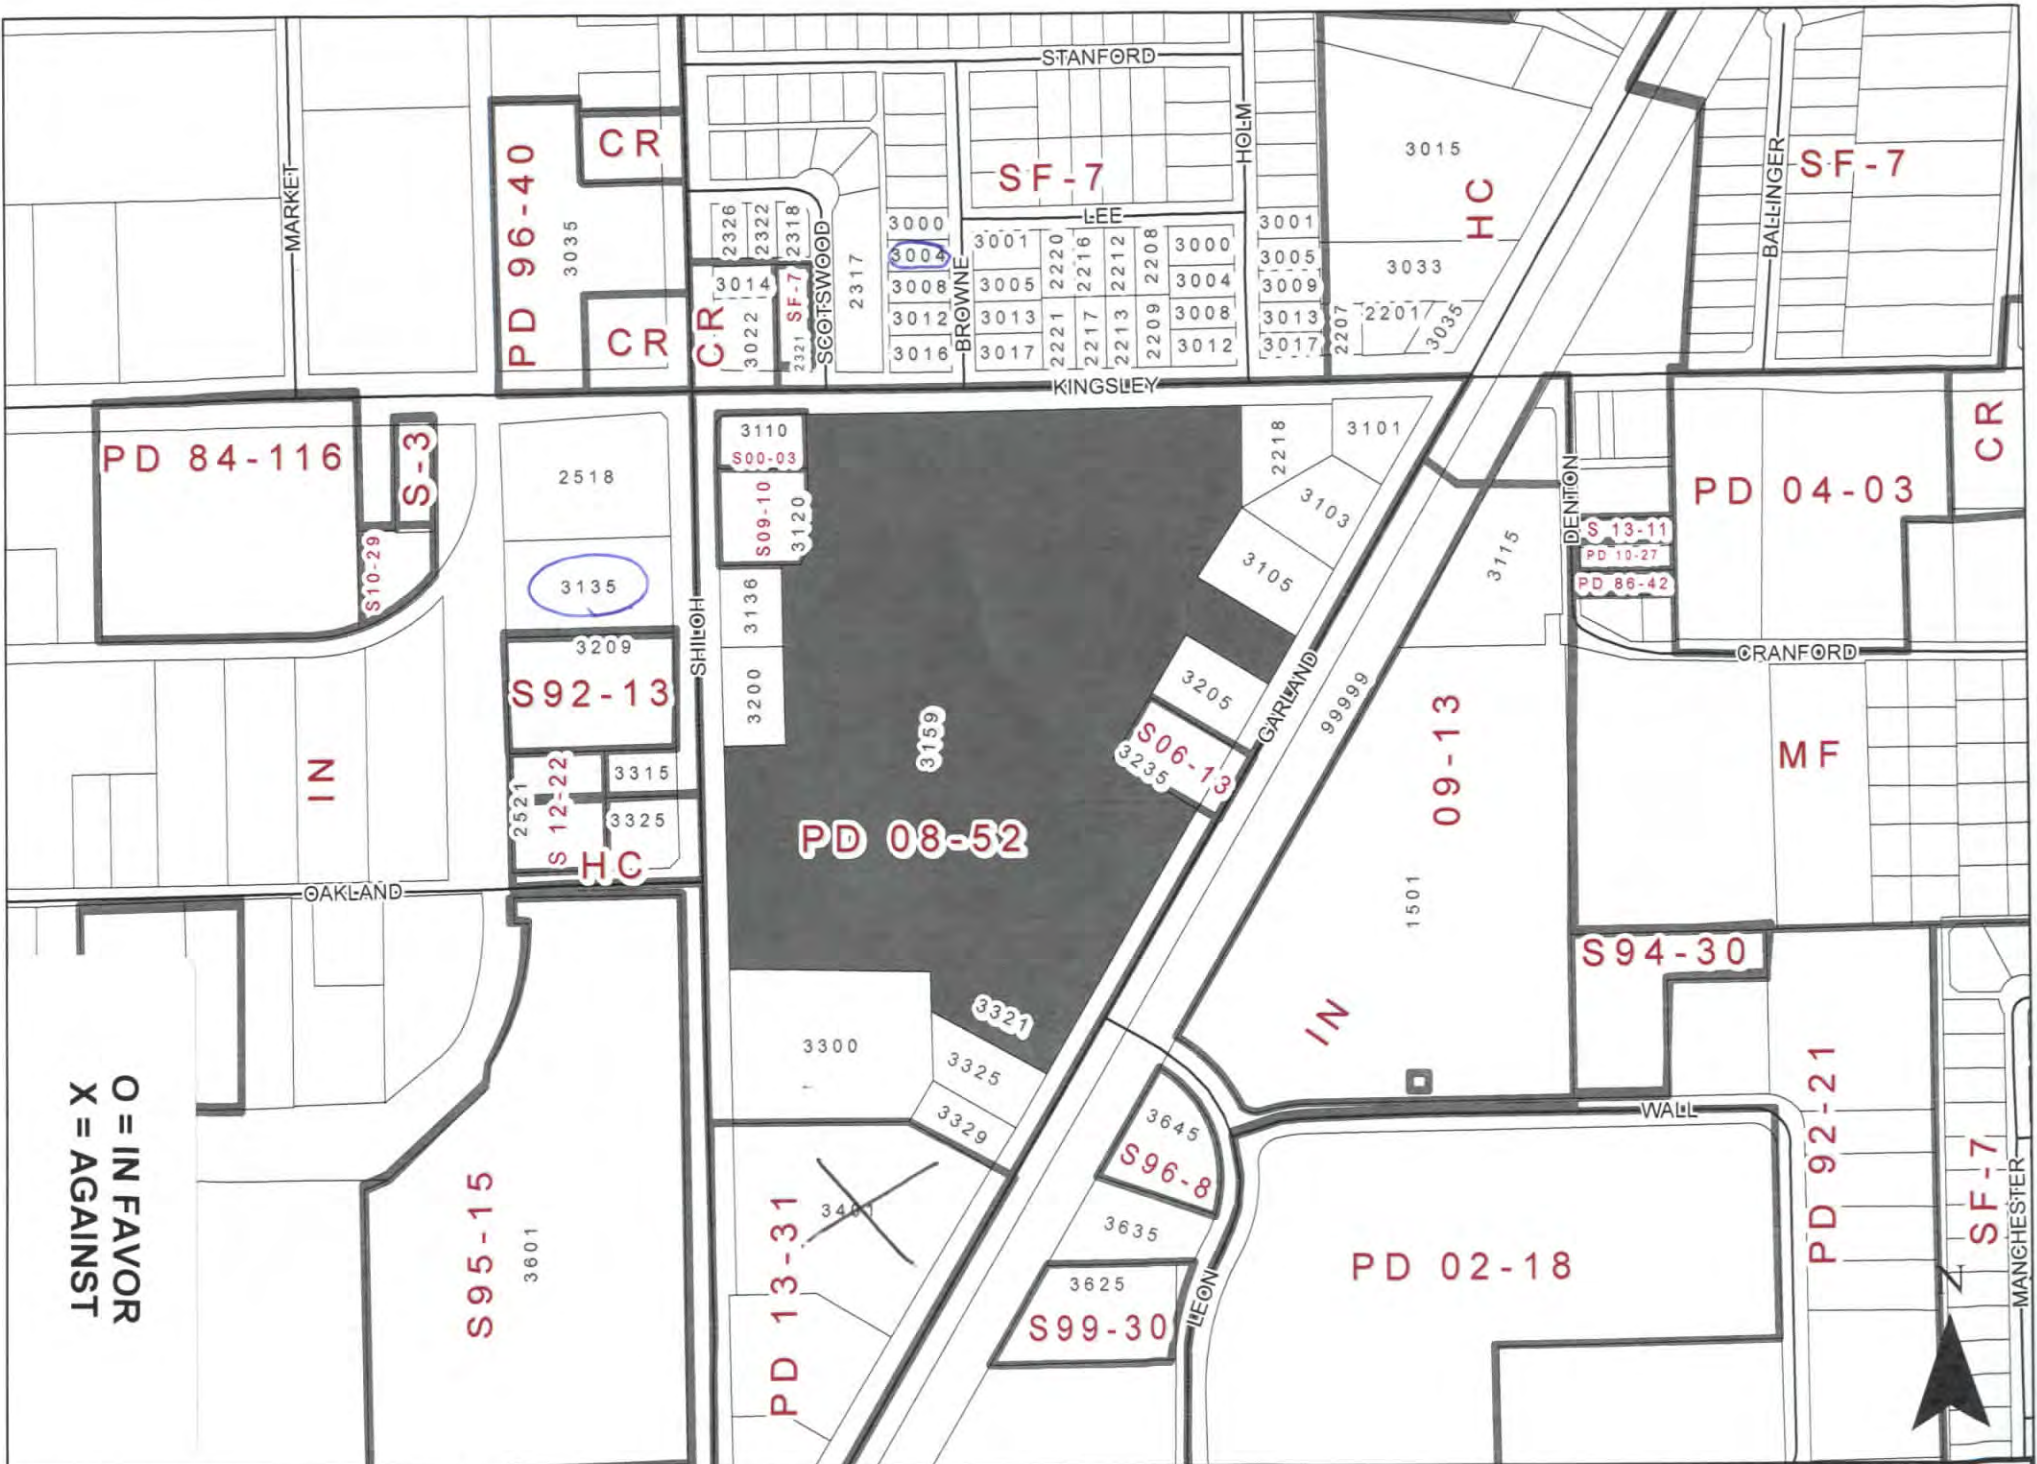 STANFORD
MARKET
PD 96-40
CR
3035
CR
SF-7
HOLM
3015
HC
BALLINGER
SF-7
LEE
2326
2322
2318
SCOTSWOOD
2317
3000
3004
3008
3012
3016
BROWNE
3001
3005
3013
3017
2220
2216
2212
2208
2221
2217
2213
2209
3000
3004
3008
3012
3001
3005
3009
3013
3017
3033
2207
2201
3035
CR
3014
3022
SF-7
2321
KINGSLEY
PD 84-116
S-3
S10-29
2518
3135
3209
S92-13
3110
S00-03
S09-10
3120
3136
3200
SHILOH
3159
PD 08-52
2218
3101
3103
3105
3205
S06-13
3235
GARLAND
99999
3115
DENTON
PD 04-03
CR
S 13-11
PD 10-27
PD 86-42
CRANFORD
09-13
MF
1501
IN
IN
2521
S 12-22
3315
3325
HC
OAKLAND
S94-30
3321
3300
3325
3329
3645
S96-8
WALL
PD 92-21
SF-7
MANCHESTER
3635
3625
S99-30
LEON
PD 02-18
N
S95-15
3601
PD 13-31
O = IN FAVOR
X = AGAINST